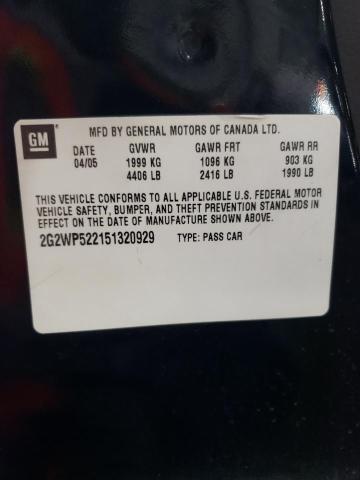 GM
MFD BY GENERAL MOTORS OF CANADA LTD.
DATE GVWR GAWR FRT GAWR RR
04/05 1999 KG 1096 KG 903 KG
4406 LB 2416 LB 1990 LB
THIS VEHICLE CONFORMS TO ALL APPLICABLE U.S. FEDERAL MOTOR
VEHICLE SAFETY, BUMPER, AND THEFT PREVENTION STANDARDS IN
EFFECT ON THE DATE OF MANUFACTURE SHOWN ABOVE.
2G2WP522151320929 TYPE: PASS CAR